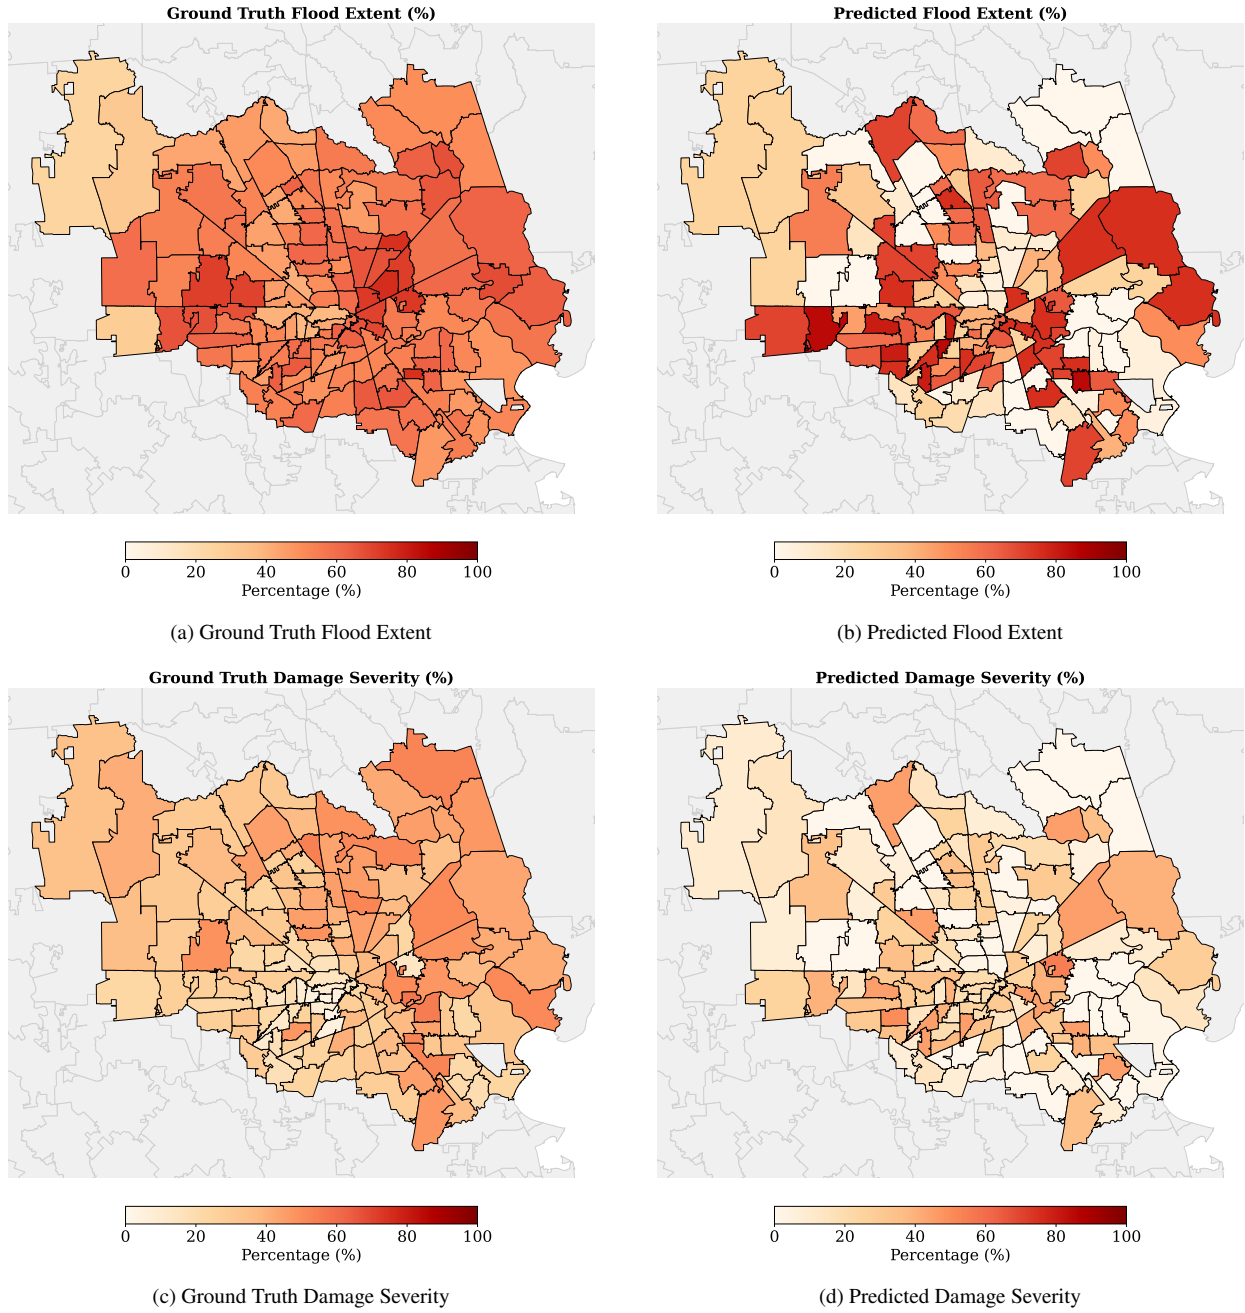 Ground Truth Flood Extent (%)
Predicted Flood Extent (%)
0 20 40 60 80 100
Percentage (%)
0 20 40 60 80 100
Percentage (%)
(a) Ground Truth Flood Extent
(b) Predicted Flood Extent
Ground Truth Damage Severity (%)
Predicted Damage Severity (%)
0 20 40 60 80 100
Percentage (%)
0 20 40 60 80 100
Percentage (%)
(c) Ground Truth Damage Severity
(d) Predicted Damage Severity